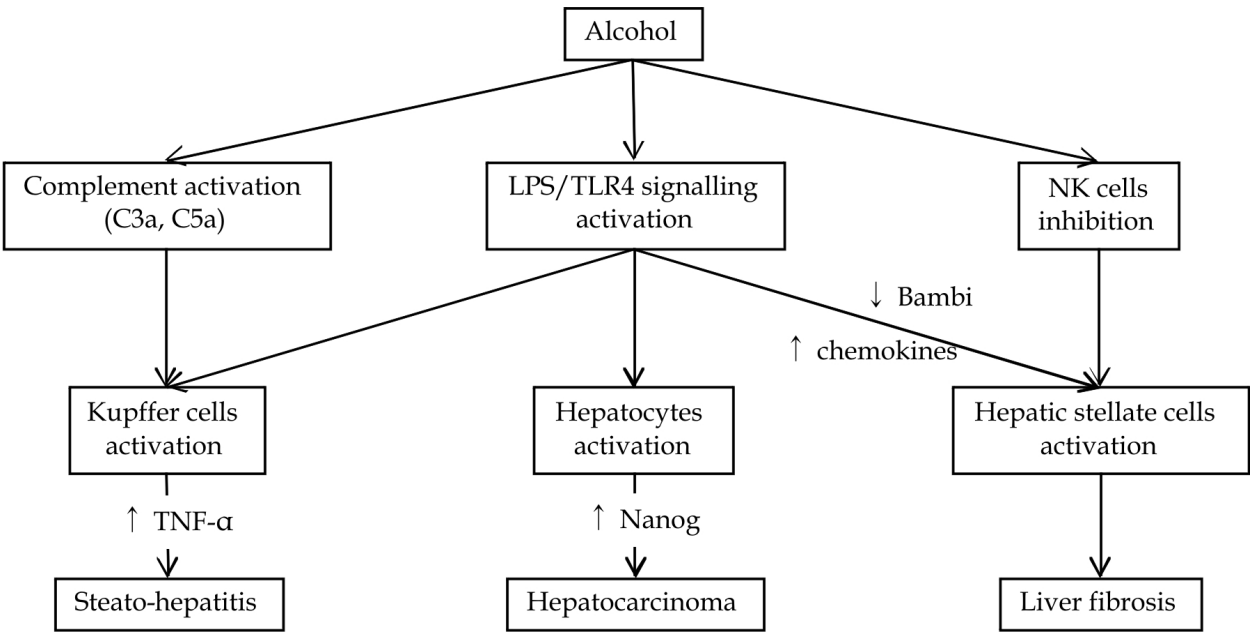 Alcohol
Complement activation
(C3a, C5a)
LPS/TLR4 signalling
activation
NK cells
inhibition
↓ Bambi
↑ chemokines
Kupffer cells
activation
Hepatocytes
activation
Hepatic stellate cells
activation
↑ TNF-α
↑ Nanog
Steato-hepatitis
Hepatocarcinoma
Liver fibrosis